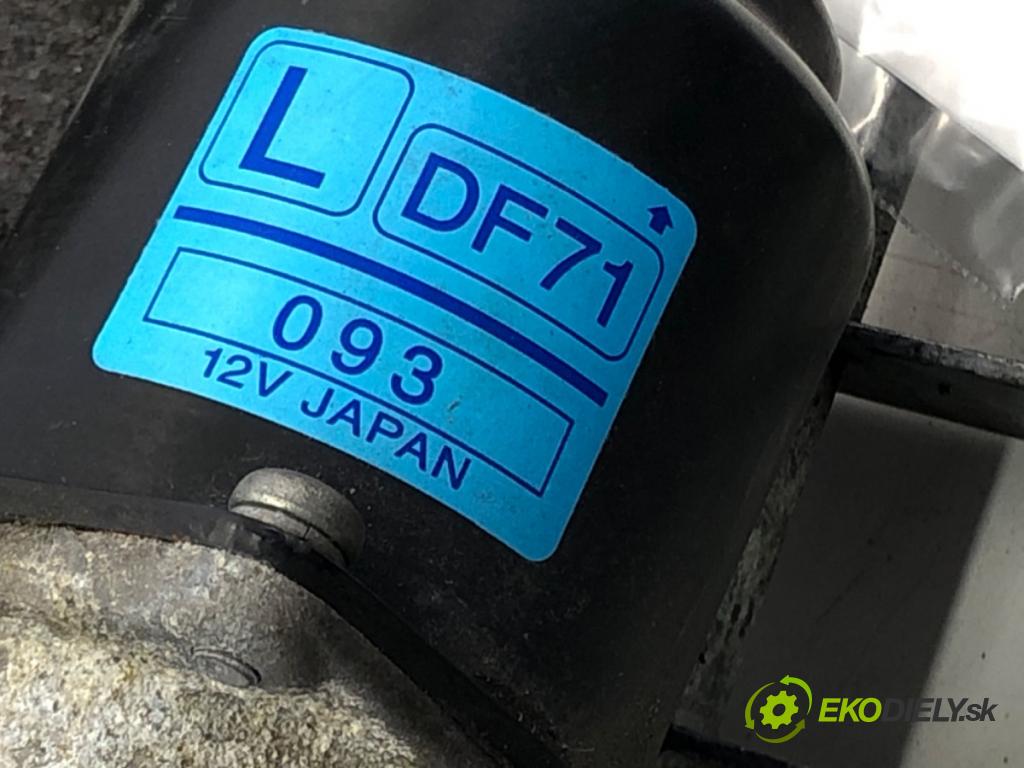 L
DF71
093
12V JAPAN
EKODIELY.sk